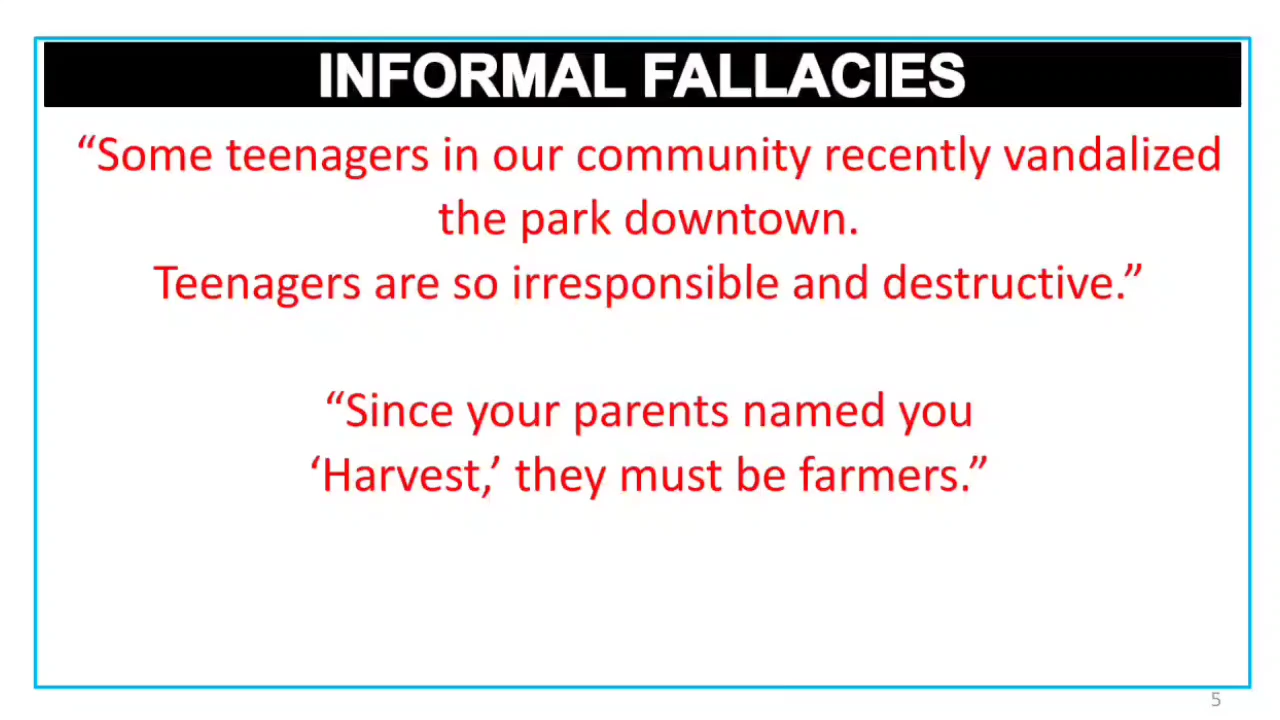 INFORMAL FALLACIES
“Some teenagers in our community recently vandalized
the park downtown.
Teenagers are so irresponsible and destructive.”
“Since your parents named you
‘Harvest,’ they must be farmers.”
5